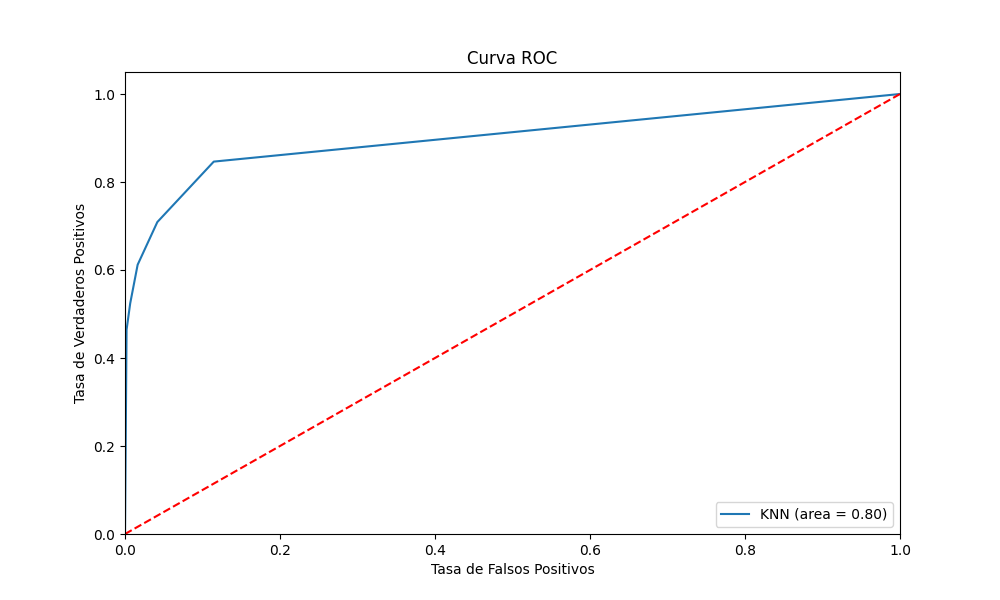 Curva ROC
1.0
0.8
0.6
0.4
0.2
0.0
Tasa de Verdaderos Positivos
KNN (area = 0.80)
0.0 0.2 0.4 0.6 0.8 1.0
Tasa de Falsos Positivos